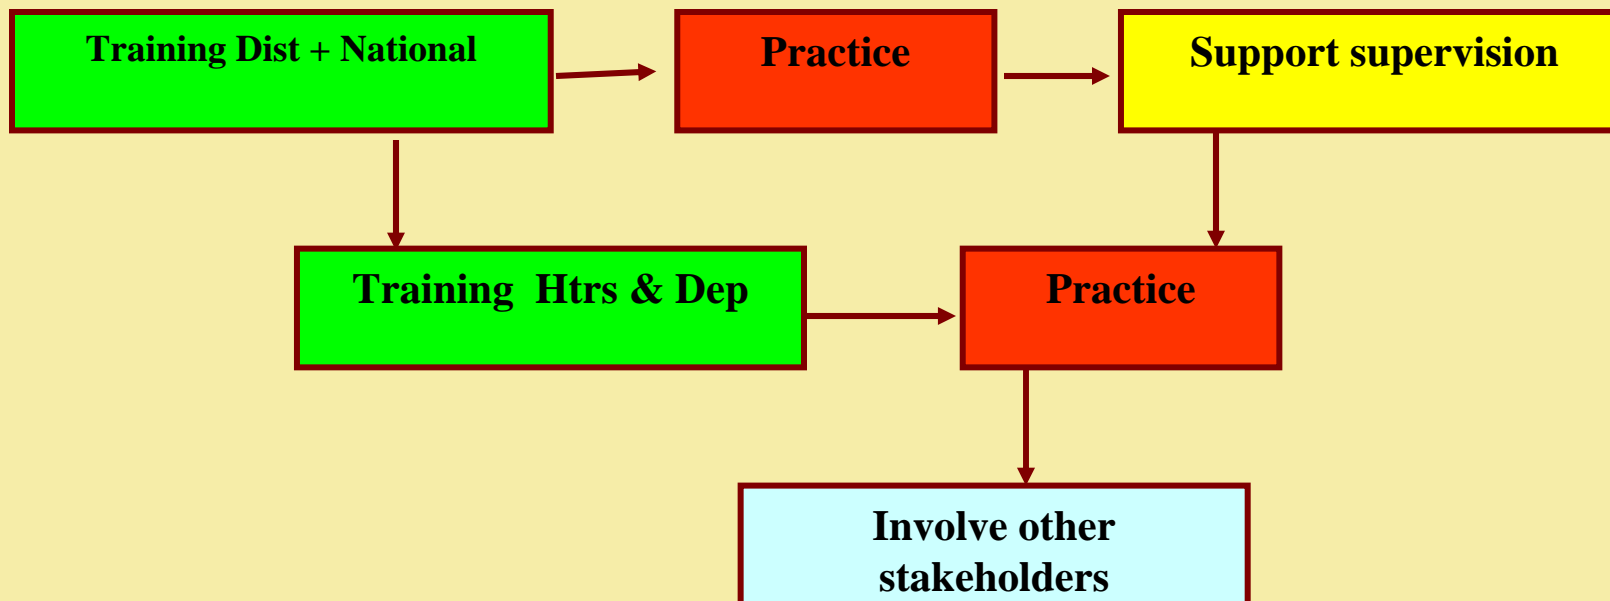 Training Dist + National
Practice
Support supervision
Training Htrs & Dep
Practice
Involve other
stakeholders